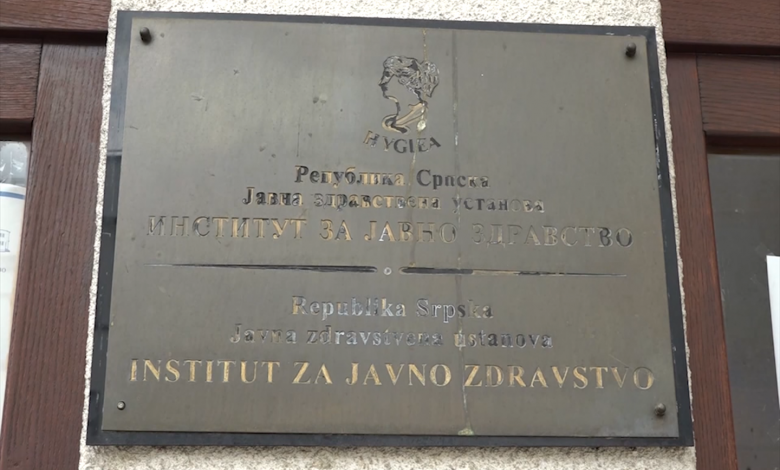 HYGIEA
Република Српска
Јавна здравствена установа
ИНСТИТУТ ЗА ЈАВНО ЗДРАВСТВО
Republika Srpska
Javna zdravstvena ustanova
INSTITUT ZA JAVNO ZDRAVSTVO